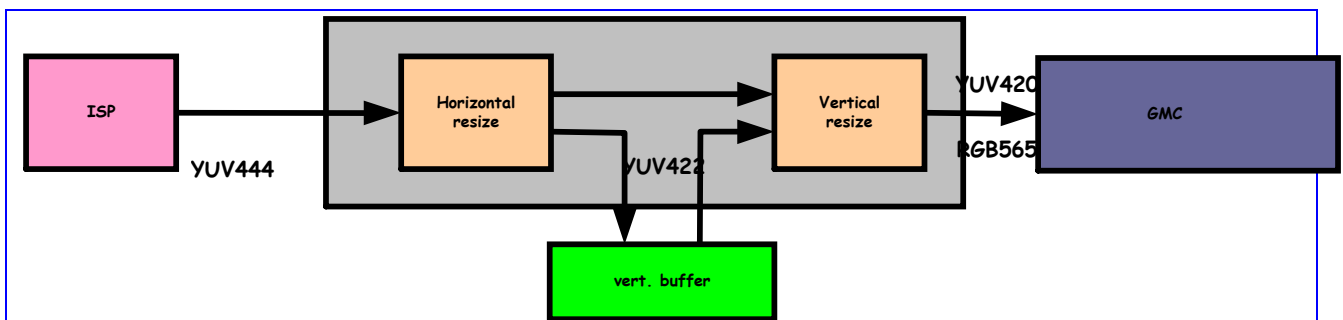 ISP
YUV444
Horizontal
resize
YUV422
Vertical
resize
YUV420
RGB565
GMC
vert. buffer